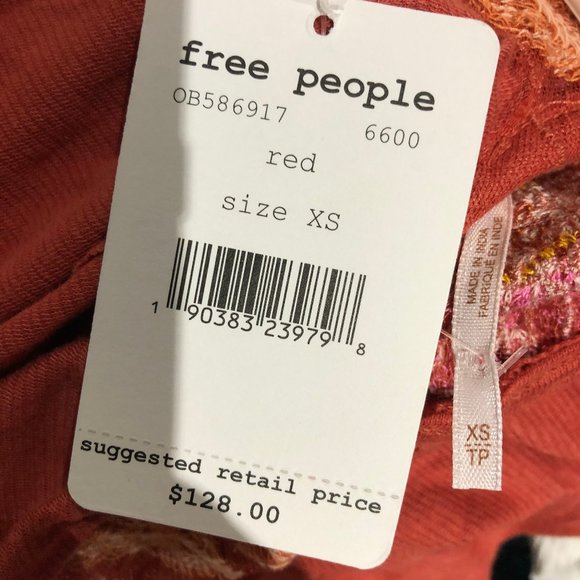 free people
OB586917 6600
red
size XS
1 90383 23979 8
suggested retail price
$128.00
MADE IN INDIA
FABRIQUÉ EN INDE
XS
TP